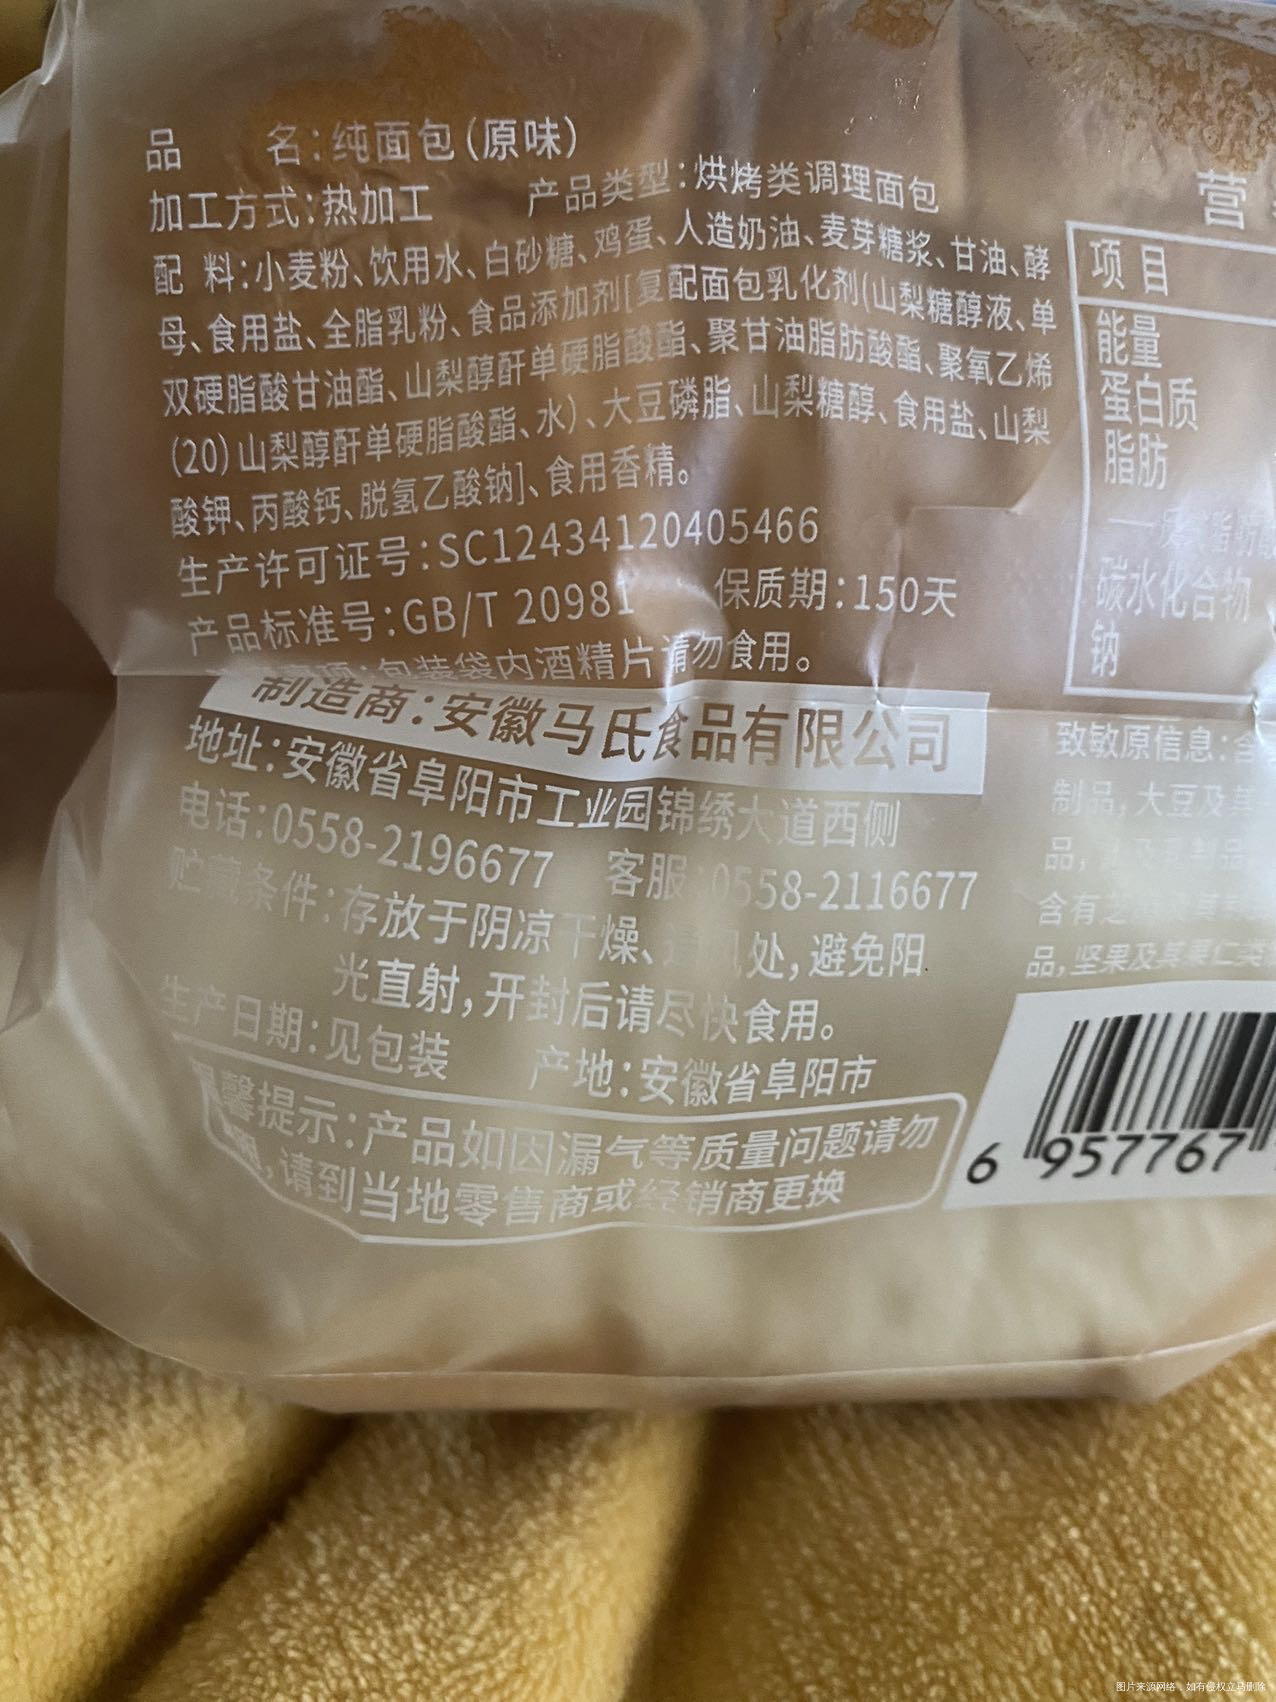 品 名:纯面包(原味)
加工方式:热加工 产品类型:烘烤类调理面包
配 料:小麦粉、饮用水、白砂糖、鸡蛋、人造奶油、麦芽糖浆、甘油、酵
母、食用盐、全脂乳粉、食品添加剂[复配面包乳化剂(山梨糖醇液、单
双硬脂酸甘油酯、山梨醇酐单硬脂酸酯、聚甘油脂肪酸酯、聚氧乙烯
(20)山梨醇酐单硬脂酸酯、水)、大豆磷脂、山梨糖醇、食用盐、山梨
酸钾、丙酸钙、脱氢乙酸钠]、食用香精。
生产许可证号:SC12434120405466
产品标准号:GB/T 20981 保质期:150天
包装袋内酒精片请勿食用。
制造商:安徽马氏食品有限公司
地址:安徽省阜阳市工业园锦绣大道西侧
电话:0558-2196677 客服:0558-2116677
贮藏条件:存放于阴凉干燥、通风处,避免阳
光直射,开封后请尽快食用。
生产日期:见包装 产地:安徽省阜阳市
温馨提示:产品如因漏气等质量问题请勿
,请到当地零售商或经销商更换
营
项目
能量
蛋白质
脂肪
碳水化合物
钠
致敏原信息:含
制品,大豆及其
品,
含有
品,坚果及其果仁类
6 957767
图片来源网络,如有侵权立马删除